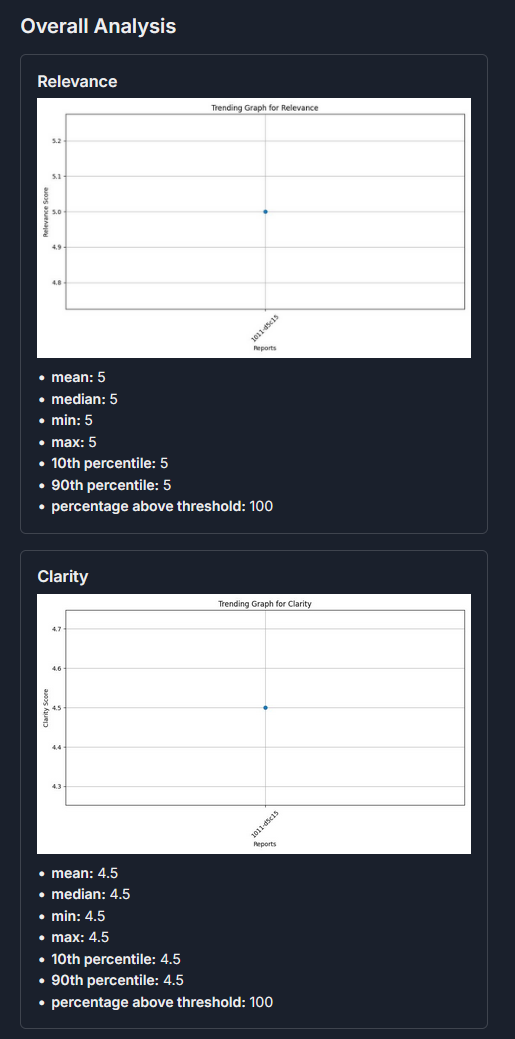 Overall Analysis
Relevance
Trending Graph for Relevance
5.2
5.1
5.0
4.9
4.8
Relevance Score
1011-d5c15
Reports
mean: 5
median: 5
min: 5
max: 5
10th percentile: 5
90th percentile: 5
percentage above threshold: 100
Clarity
Trending Graph for Clarity
4.7
4.6
4.5
4.4
4.3
Clarity Score
1011-d5c15
Reports
mean: 4.5
median: 4.5
min: 4.5
max: 4.5
10th percentile: 4.5
90th percentile: 4.5
percentage above threshold: 100